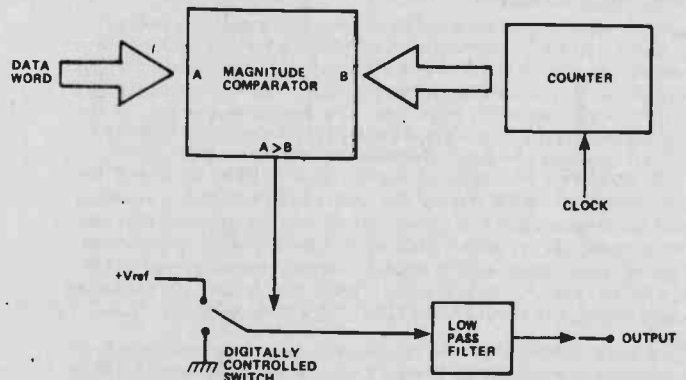 DATA
WORD
A
MAGNITUDE
COMPARATOR
B
A > B
COUNTER
CLOCK
+Vref
DIGITALLY
CONTROLLED
SWITCH
LOW
PASS
FILTER
OUTPUT